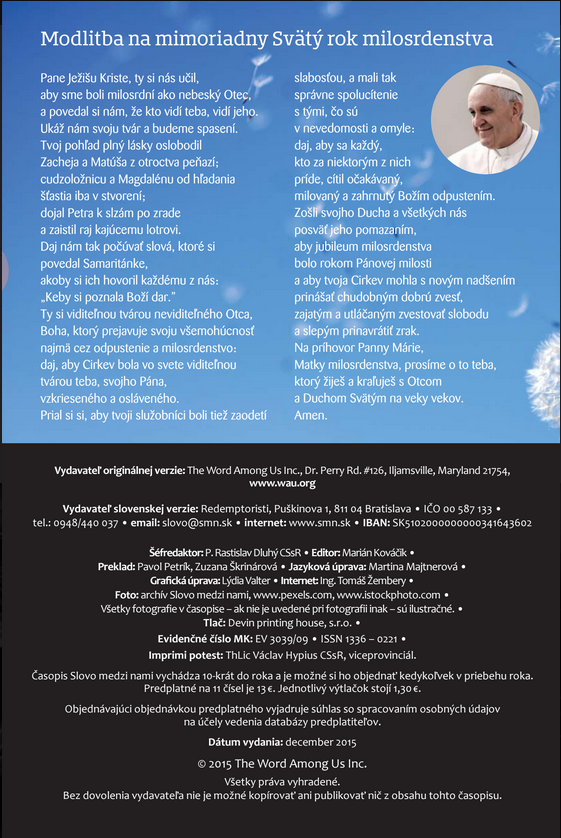 Modlitba na mimoriadny Svätý rok milosrdenstva
Pane Ježišu Kriste, ty si nás učil,
aby sme boli milosrdní ako nebeský Otec,
a povedal si nám, že kto vidí teba, vidí jeho.
Ukáž nám svoju tvár a budeme spasení.
Tvoj pohľad plný lásky oslobodil
Zacheja a Matúša z otroctva peňazí;
cudzoložnicu a Magdalénu od hľadania
šťastia iba v stvorení;
dojal Petra k slzám po zrade
a zaistil raj kajúcemu lotrovi.
Daj nám tak počúvať slová, ktoré si
povedal Samaritánke,
akoby si ich hovoril každému z nás:
„Keby si poznala Boží dar.“
Ty si viditeľnou tvárou neviditeľného Otca,
Boha, ktorý prejavuje svoju všemohúcnosť
najmä cez odpustenie a milosrdenstvo:
daj, aby Cirkev bola vo svete viditeľnou
tvárou teba, svojho Pána,
vzkrieseného a osláveného.
Prial si si, aby tvoji služobníci boli tiež zaodetí
slabosťou, a mali tak
správne spolucítenie
s tými, čo sú
v nevedomosti a omyle:
daj, aby sa každý,
kto za niektorým z nich
príde, cítil očakávaný,
milovaný a zahrnutý Božím odpustením.
Zošli svojho Ducha a všetkých nás
posväť jeho pomazaním,
aby jubileum milosrdenstva
bolo rokom Pánovej milosti
a aby tvoja Cirkev mohla s novým nadšením
prinášať chudobným dobrú zvesť,
zajatým a utláčaným zvestovať slobodu
a slepým prinavrátiť zrak.
Na príhovor Panny Márie,
Matky milosrdenstva, prosíme o to teba,
ktorý žiješ a kraľuješ s Otcom
a Duchom Svätým na veky vekov.
Amen.
Vydavateľ originálnej verzie: The Word Among Us Inc., Dr. Perry Rd. #126, Iljamsville, Maryland 21754,
www.wau.org
Vydavateľ slovenskej verzie: Redemptoristi, Puškinova 1, 811 04 Bratislava • IČO 00 587 133 •
tel.: 0948/440 037 • email: slovo@smn.sk • internet: www.smn.sk • IBAN: SK5102000000000341643602
Šéfredaktor: P. Rastislav Dluhý CSsR • Editor: Marián Kováčik •
Preklad: Pavol Petrík, Zuzana Škrinárová • Jazyková úprava: Martina Majtnerová •
Grafická úprava: Lýdia Valter • Internet: Ing. Tomáš Žembery •
Foto: archív Slovo medzi nami, www.pexels.com, www.istockphoto.com •
Všetky fotografie v časopise – ak nie je uvedené pri fotografii inak – sú ilustračné. •
Tlač: Devin printing house, s.r.o. •
Evidenčné číslo MK: EV 3039/09 • ISSN 1336 – 0221 •
Imprimi potest: ThLic Václav Hypius CSsR, viceprovinciál.
Časopis Slovo medzi nami vychádza 10-krát do roka a je možné si ho objednať kedykoľvek v priebehu roka.
Predplatné na 11 čísel je 13 €. Jednotlivý výtlačok stojí 1,30 €.
Objednávajúci objednávkou predplatného vyjadruje súhlas so spracovaním osobných údajov
na účely vedenia databázy predplatiteľov.
Dátum vydania: december 2015
© 2015 The Word Among Us Inc.
Všetky práva vyhradené.
Bez dovolenia vydavateľa nie je možné kopírovať ani publikovať nič z obsahu tohto časopisu.